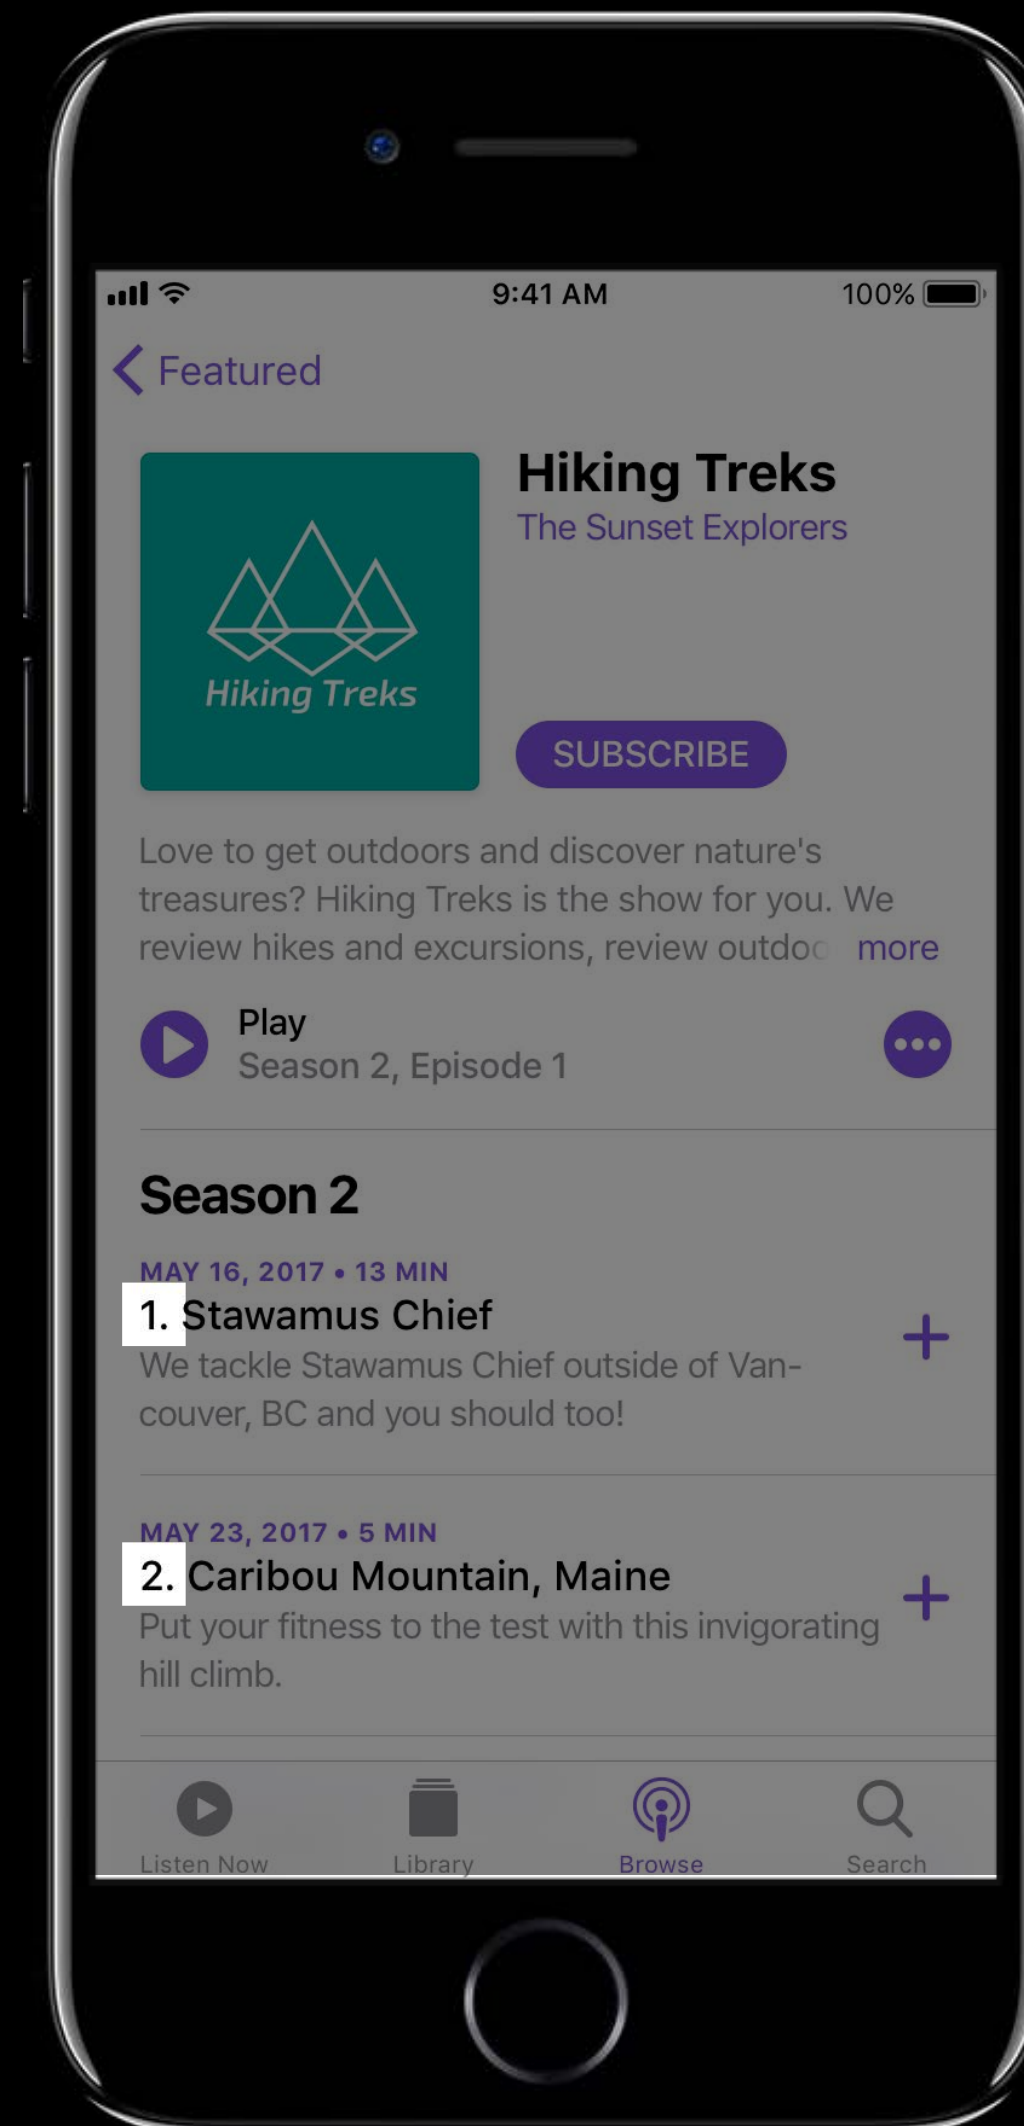 9:41 AM 100%
Featured
Hiking Treks
The Sunset Explorers
Hiking Treks
SUBSCRIBE
Love to get outdoors and discover nature's
treasures? Hiking Treks is the show for you. We
review hikes and excursions, review outdoo more
Play
Season 2, Episode 1
Season 2
MAY 16, 2017 • 13 MIN
1. Stawamus Chief
We tackle Stawamus Chief outside of Van-
couver, BC and you should too!
MAY 23, 2017 • 5 MIN
2. Caribou Mountain, Maine
Put your fitness to the test with this invigorating
hill climb.
Listen Now Library Browse Search